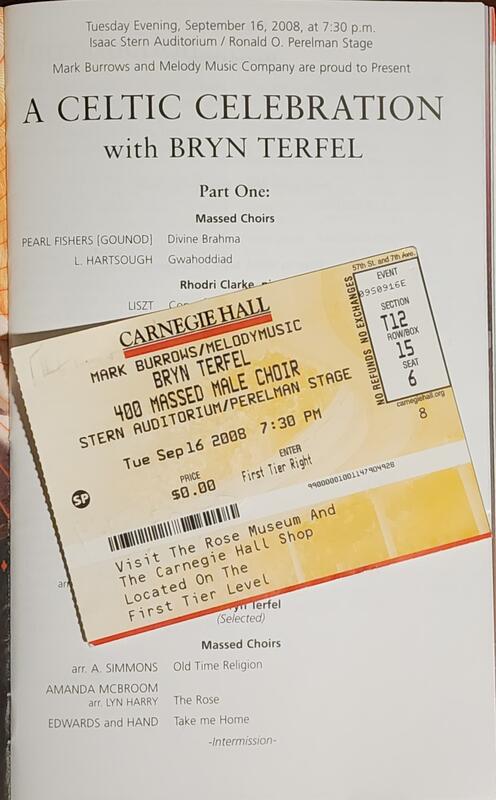 Tuesday Evening, September 16, 2008, at 7:30 p.m.
Isaac Stern Auditorium / Ronald O. Perelman Stage
Mark Burrows and Melody Music Company are proud to Present
A CELTIC CELEBRATION
with BRYN TERFEL
Part One:
Massed Choirs
PEARL FISHERS [GOUNOD] Divine Brahma
L. HARTSOUGH Gwahoddiad
Rhodri Clarke,
LISZT
CARNEGIE HALL
MARK BURROWS/MELODYMUSIC
BRYN TERFEL
400 MASSED MALE CHOIR
STERN AUDITORIUM/PERELMAN STAGE
Tue Sep16 2008 7:30 PM
PRICE
$0.00
ENTER
First Tier Right
SP
99000001001147904928
Visit The Rose Museum And
The Carnegie Hall Shop
Located On The
First Tier Level
NO REFUNDS NO EXCHANGES
57th St. and 7th Ave.
EVENT
0950916E
SECTION
T12
ROW/BOX
15
SEAT
6
carnegiehall.org
8
Terfel
(Selected)
Massed Choirs
arr. A. SIMMONS Old Time Religion
AMANDA MCBROOM
arr. LYN HARRY The Rose
EDWARDS and HAND Take me Home
-Intermission-